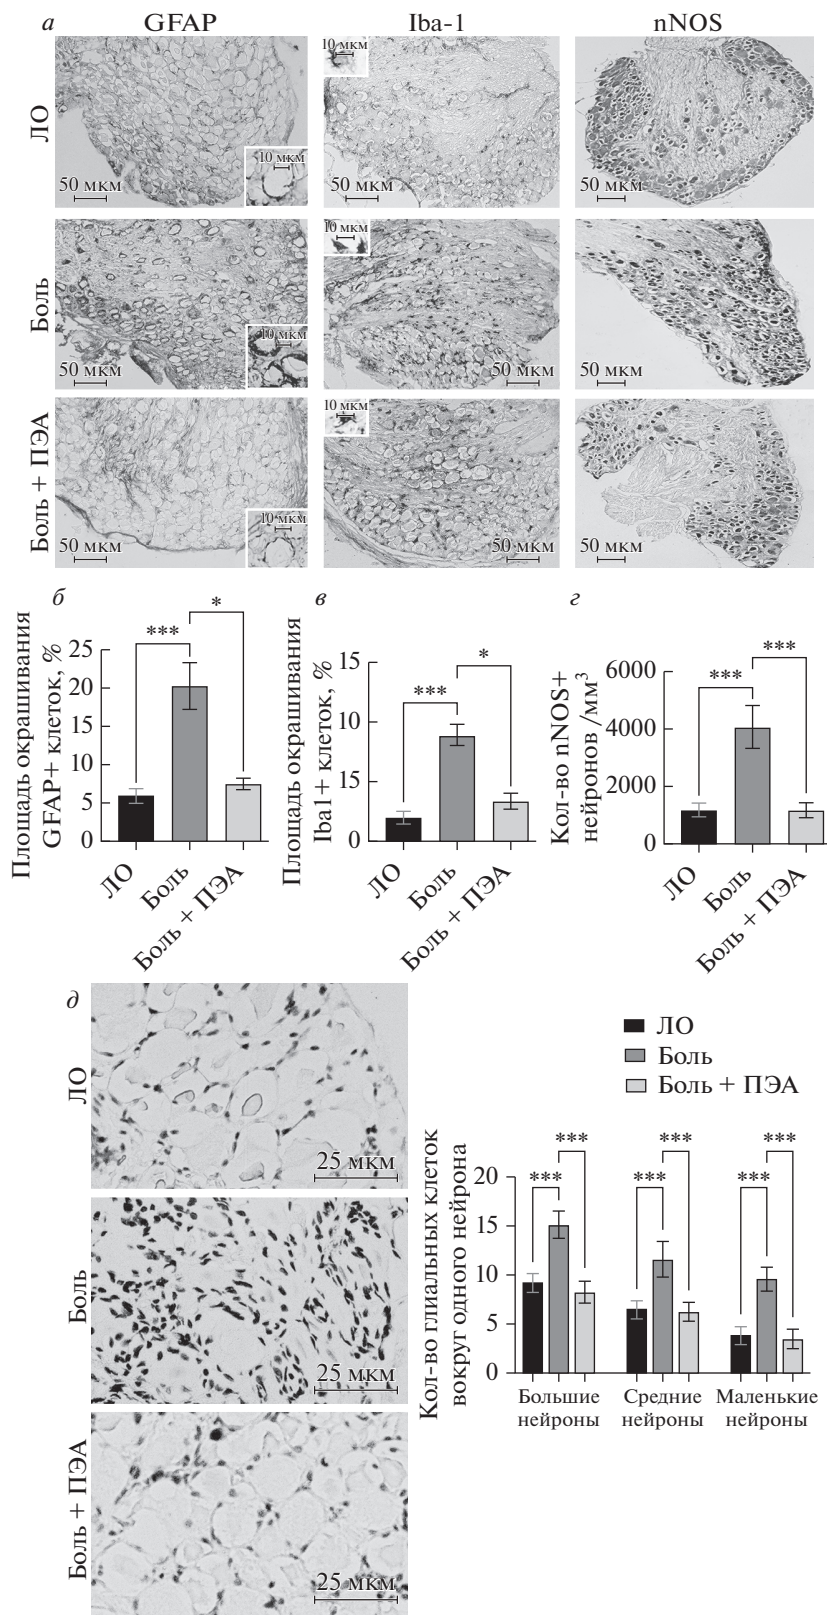 а
GFAP
Iba-1
nNOS
ЛО
10 мкм
50 мкм
10 мкм
50 мкм
50 мкм
Боль
10 мкм
50 мкм
10 мкм
50 мкм
50 мкм
Боль + ПЭА
10 мкм
50 мкм
10 мкм
50 мкм
50 мкм
б
Площадь окрашивания
GFAP+ клеток, %
25
20
15
10
5
0
***
*
ЛО
Боль
Боль + ПЭА
в
Площадь окрашивания
Iba1+ клеток, %
15
10
15
0
***
*
ЛО
Боль
Боль + ПЭА
г
Кол-во nNOS+
нейронов /мм³
6000
4000
2000
0
***
***
ЛО
Боль
Боль + ПЭА
д
ЛО
25 мкм
Боль
25 мкм
Боль + ПЭА
25 мкм
ЛО
Боль
Боль + ПЭА
Кол-во глиальных клеток
вокруг одного нейрона
20
15
10
5
0
***
***
***
***
***
***
Большие
нейроны
Средние
нейроны
Маленькие
нейроны